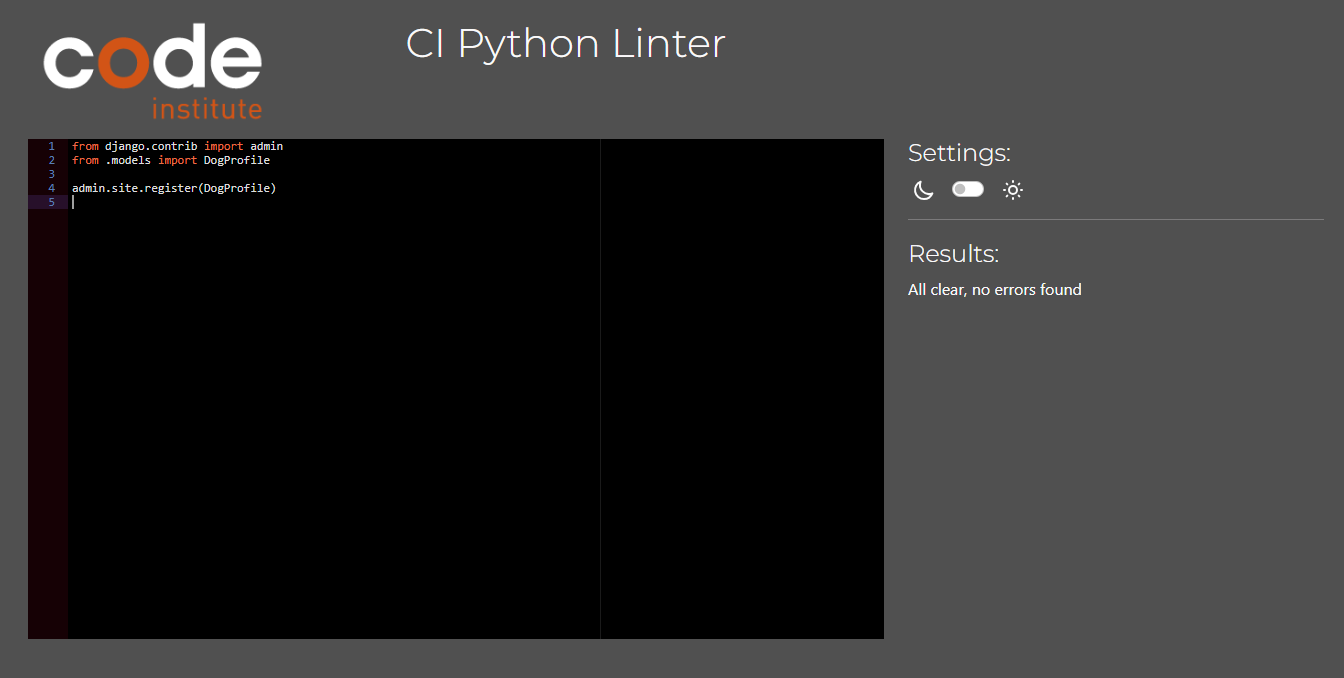 code
institute
CI Python Linter
1 from django.contrib import admin
2 from .models import DogProfile
3
4 admin.site.register(DogProfile)
5
Settings:
Results:
All clear, no errors found